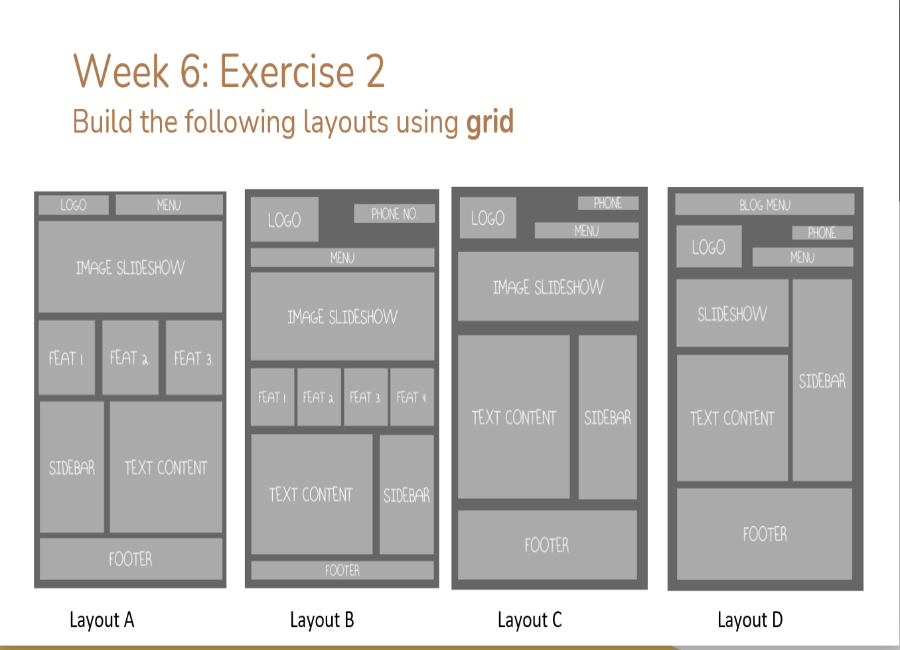 Week 6: Exercise 2
Build the following layouts using grid
LOGO
MENU
IMAGE SLIDESHOW
FEAT 1
FEAT 2
FEAT 3
SIDEBAR
TEXT CONTENT
FOOTER
Layout A
LOGO
PHONE NO
MENU
IMAGE SLIDESHOW
FEAT 1
FEAT 2
FEAT 3
FEAT 4
TEXT CONTENT
SIDEBAR
FOOTER
Layout B
LOGO
PHONE
MENU
IMAGE SLIDESHOW
TEXT CONTENT
SIDEBAR
FOOTER
Layout C
BLOG MENU
LOGO
PHONE
MENU
SLIDESHOW
SIDEBAR
TEXT CONTENT
FOOTER
Layout D